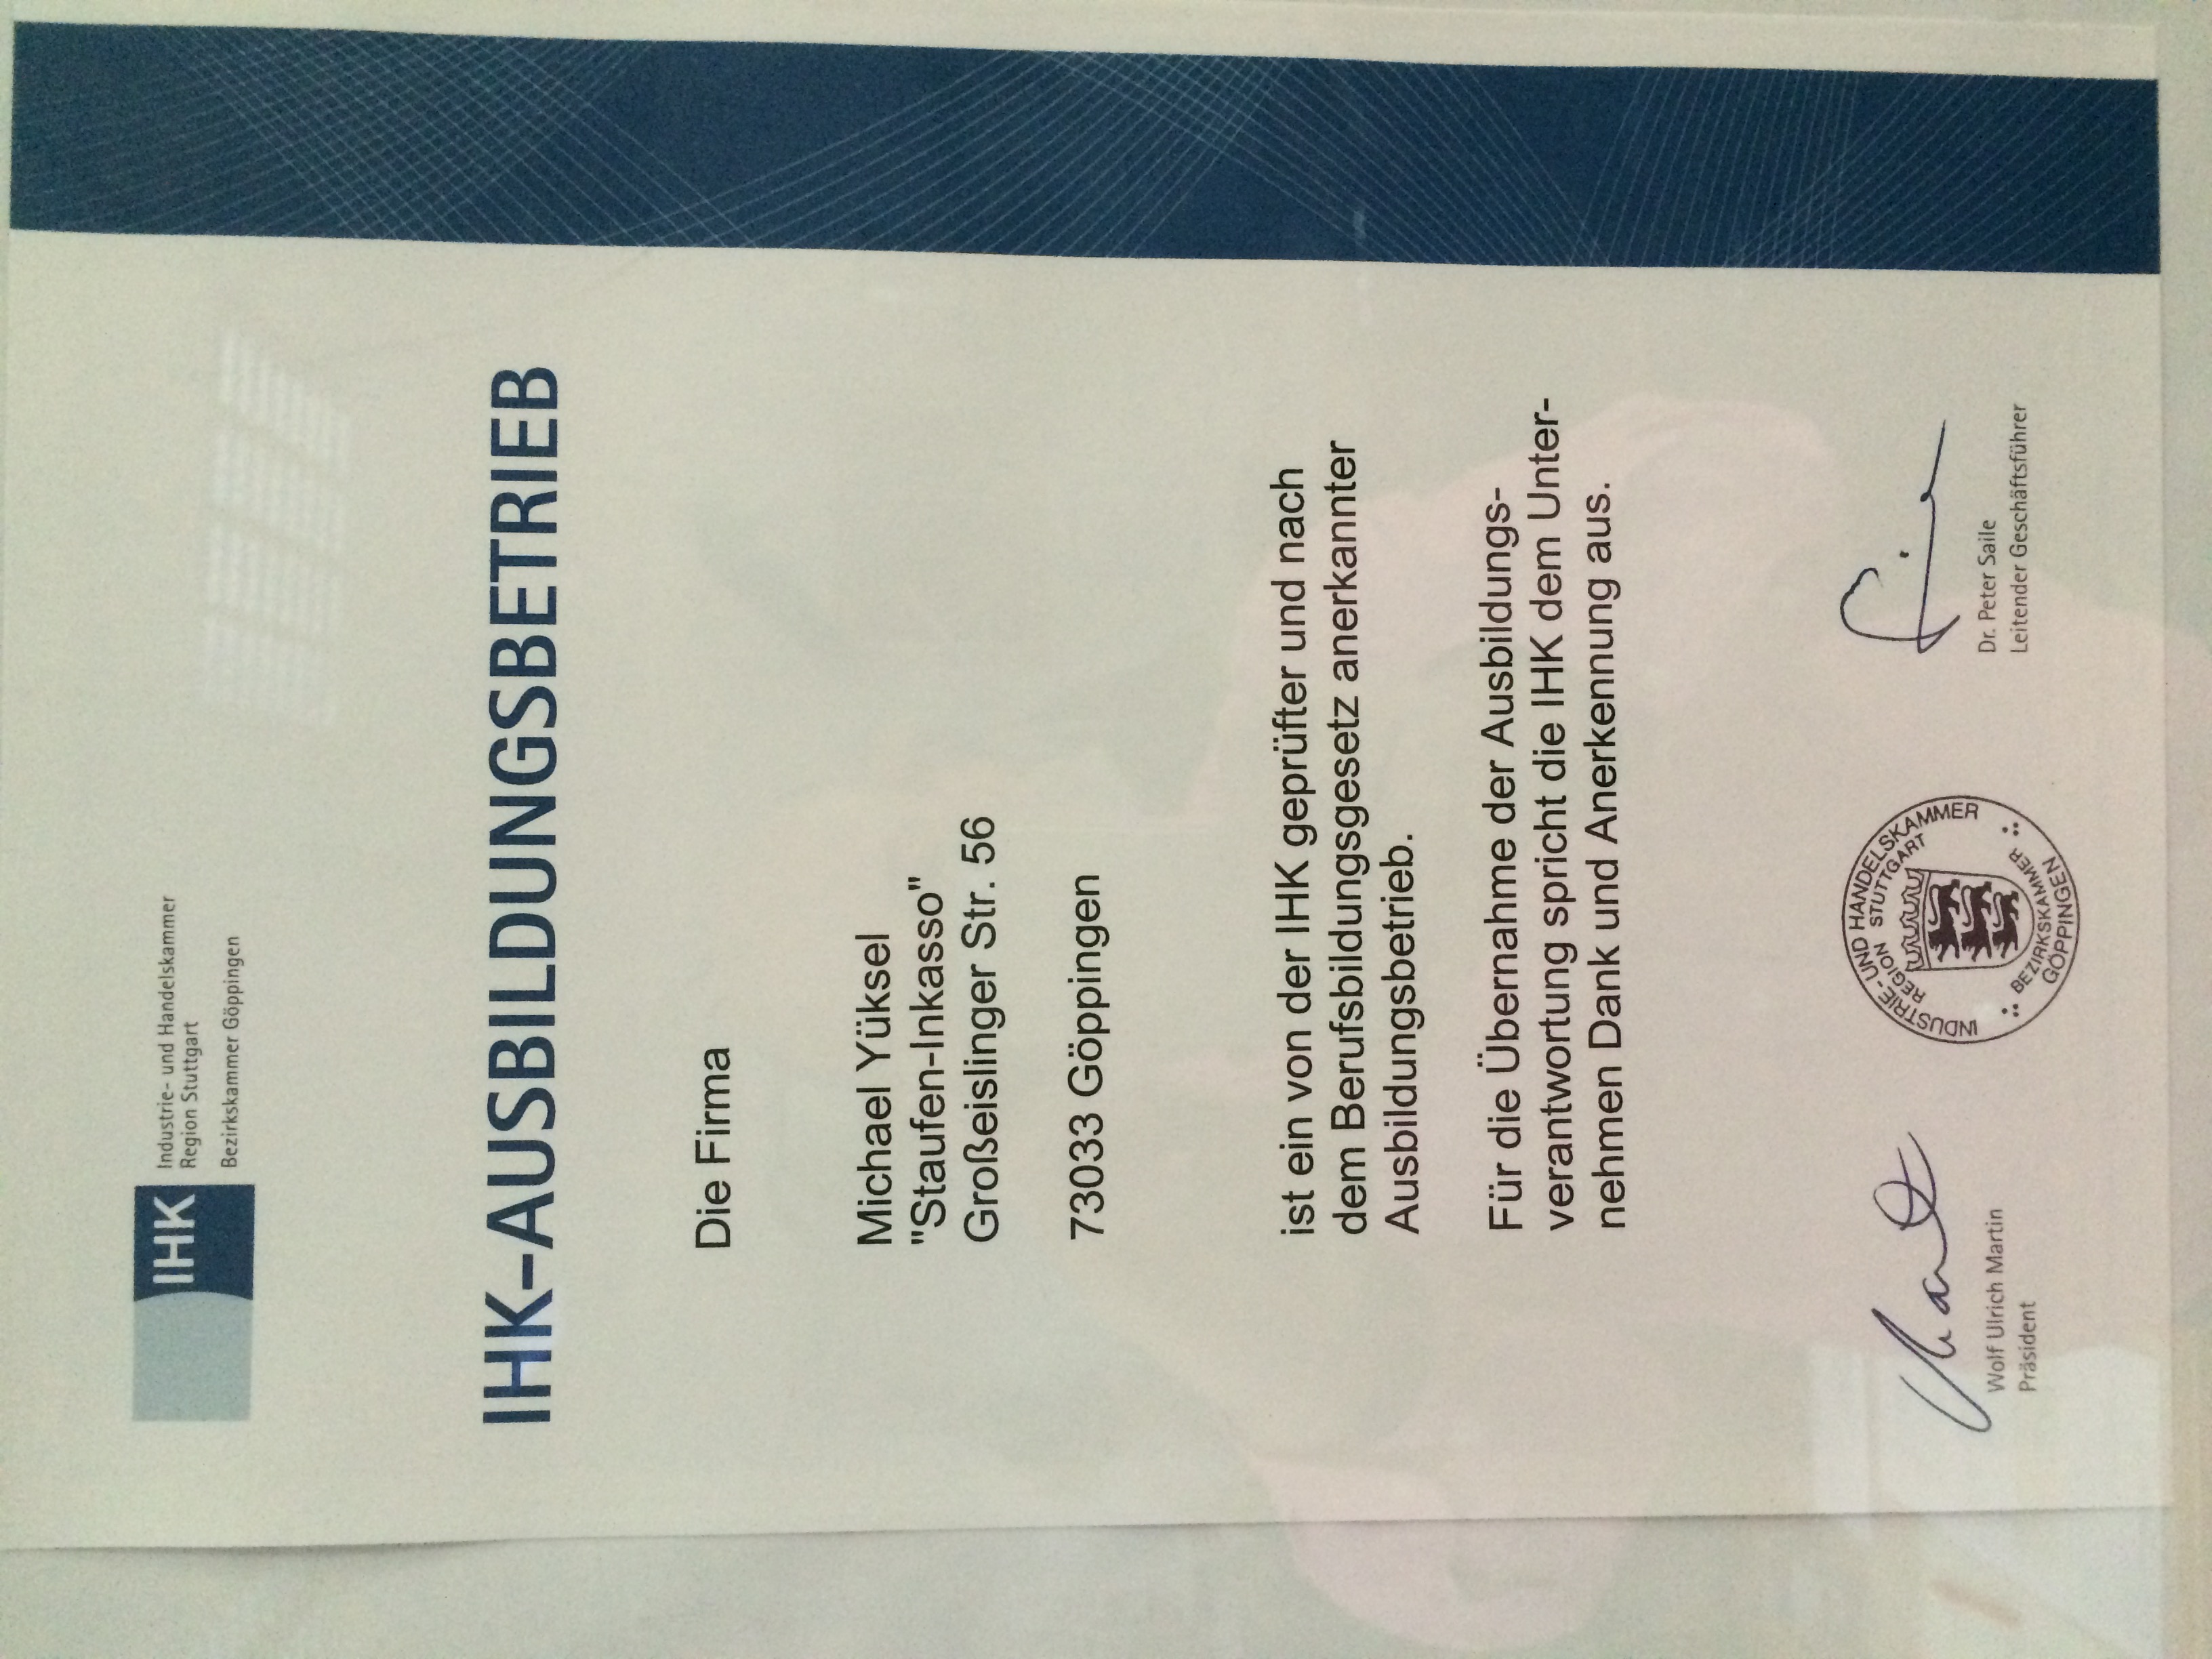 IHK
Industrie- und Handelskammer
Region Stuttgart
Bezirkskammer Göppingen
IHK-AUSBILDUNGSBETRIEB
Die Firma
Michael Yüksel
"Staufen-Inkasso"
Großeislinger Str. 56
73033 Göppingen
ist ein von der IHK geprüfter und nach
dem Berufsbildungsgesetz anerkannter
Ausbildungsbetrieb.
Für die Übernahme der Ausbildungs-
verantwortung spricht die IHK dem Unter-
nehmen Dank und Anerkennung aus.
Wolf Ulrich Martin
Präsident
INDUSTRIE- UND HANDELSKAMMER
REGION STUTTGART
BEZIRKSKAMMER
GÖPPINGEN
Dr. Peter Saile
Leitender Geschäftsführer